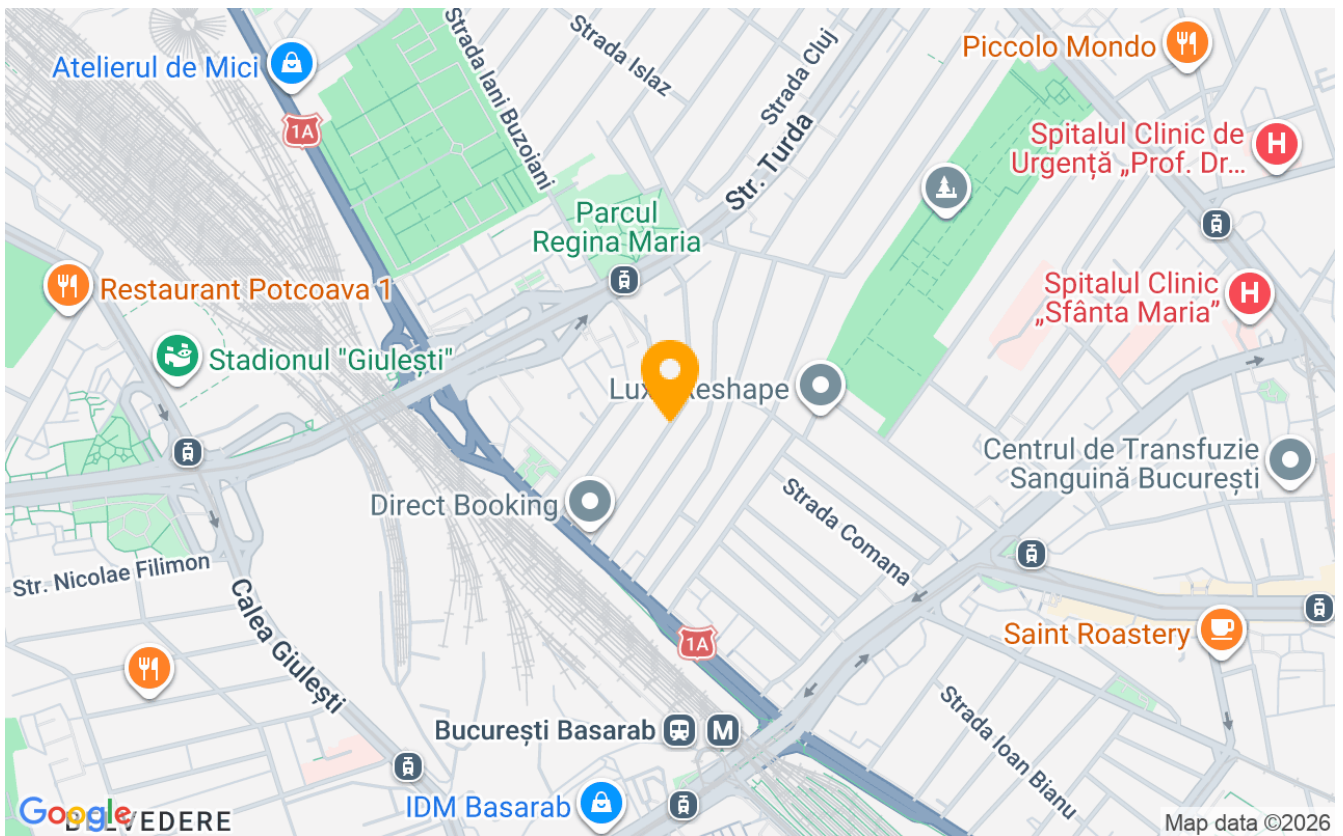 Atelierul de Mici
1A
Strada Iani Buzoiani
Strada Islaz
Strada Cluj
Str. Turda
Piccolo Mondo
Spitalul Clinic de
Urgență „Prof. Dr...
H
Parcul
Regina Maria
Restaurant Potcoava 1
Spitalul Clinic
„Sfânta Maria”
H
Stadionul "Giulești"
Centrul de Transfuzie
Sanguină București
Direct Booking
Strada Comana
Str. Nicolae Filimon
Calea Giulești
1A
Saint Roastery
București Basarab
M
Strada Ioan Bianu
IDM Basarab
Google
Map data ©2026